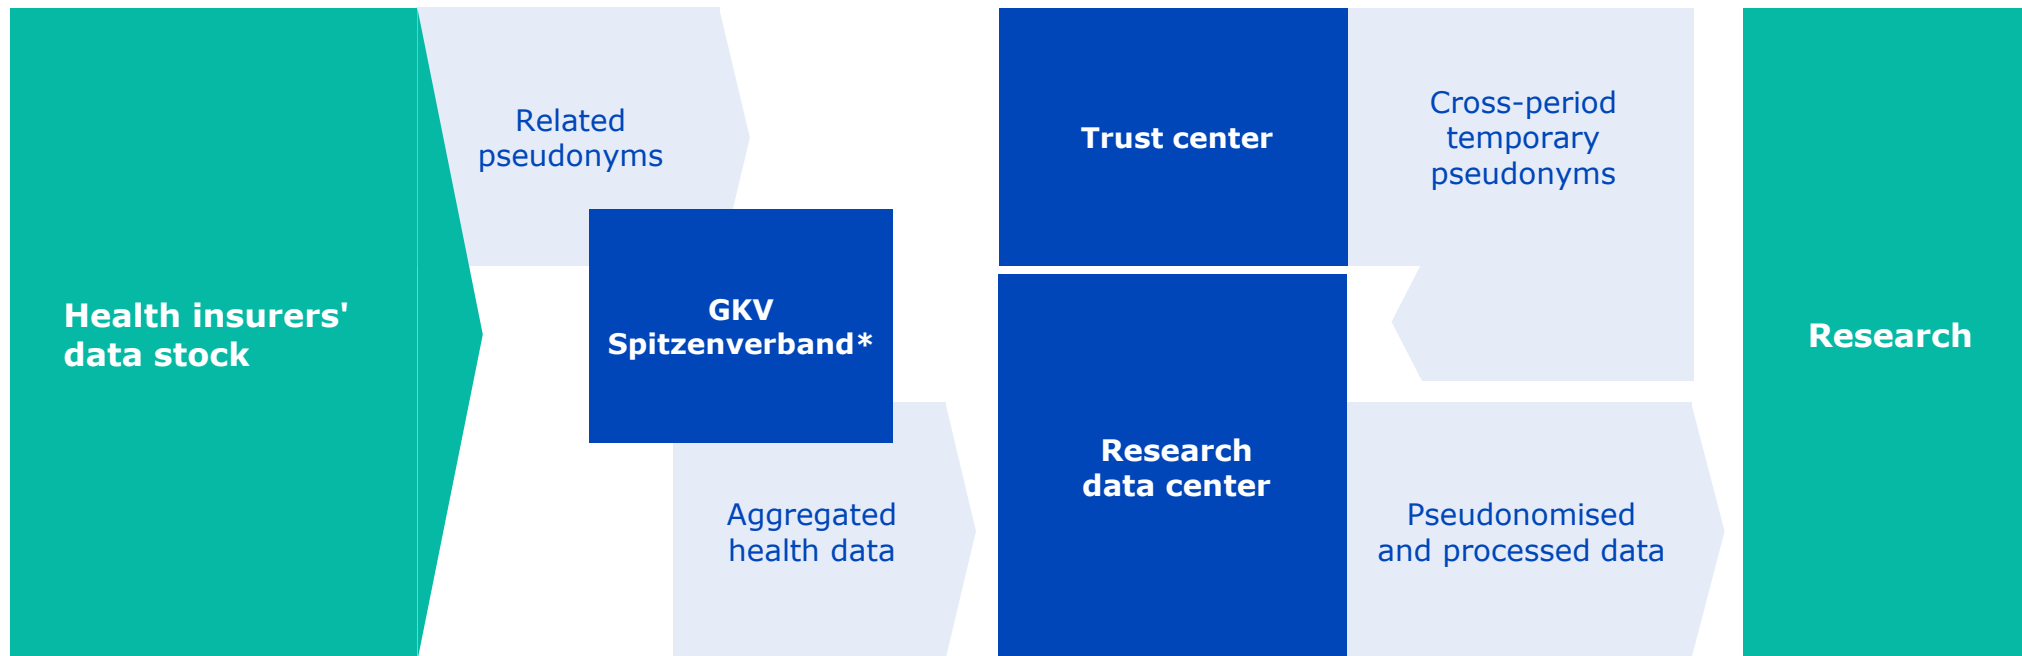 Health insurers'
data stock
Related
pseudonyms
GKV
Spitzenverband*
Aggregated
health data
Trust center
Research
data center
Cross-period
temporary
pseudonyms
Pseudonomised
and processed data
Research